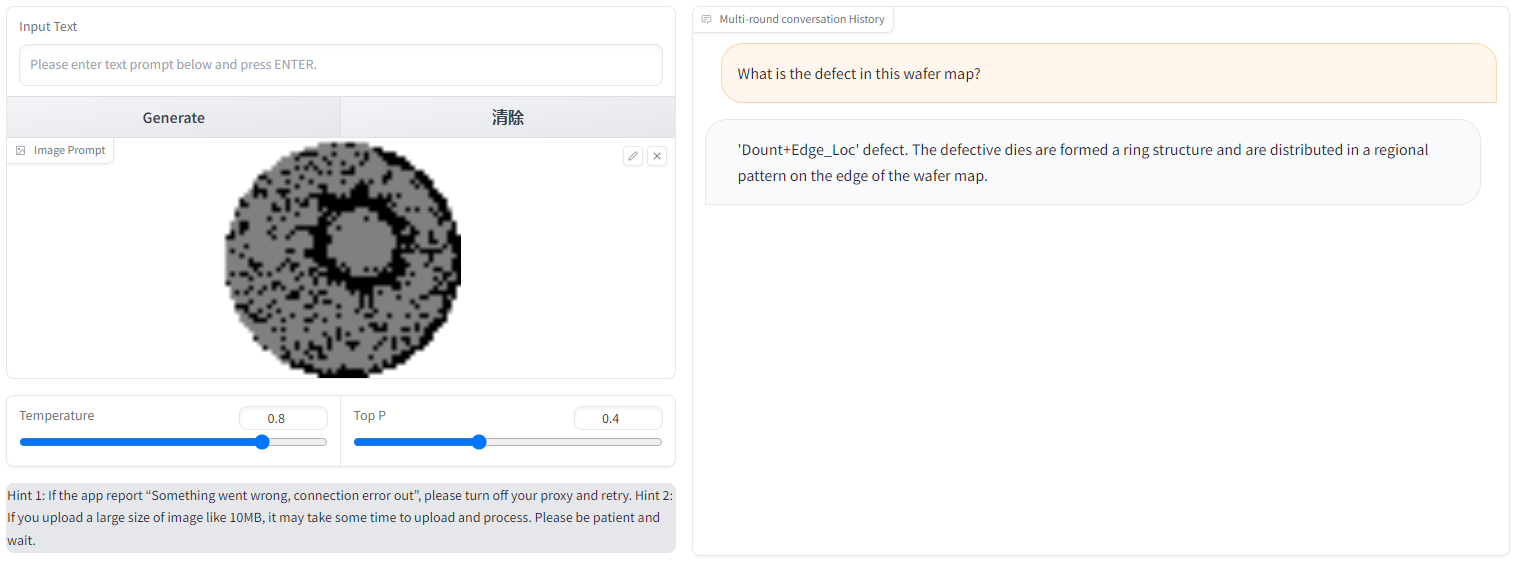 Input Text
Please enter text prompt below and press ENTER.
Generate
清除
Image Prompt
Temperature
0.8
Top P
0.4
Hint 1: If the app report “Something went wrong, connection error out”, please turn off your proxy and retry. Hint 2:
If you upload a large size of image like 10MB, it may take some time to upload and process. Please be patient and
wait.
Multi-round conversation History
What is the defect in this wafer map?
'Dount+Edge_Loc' defect. The defective dies are formed a ring structure and are distributed in a regional
pattern on the edge of the wafer map.